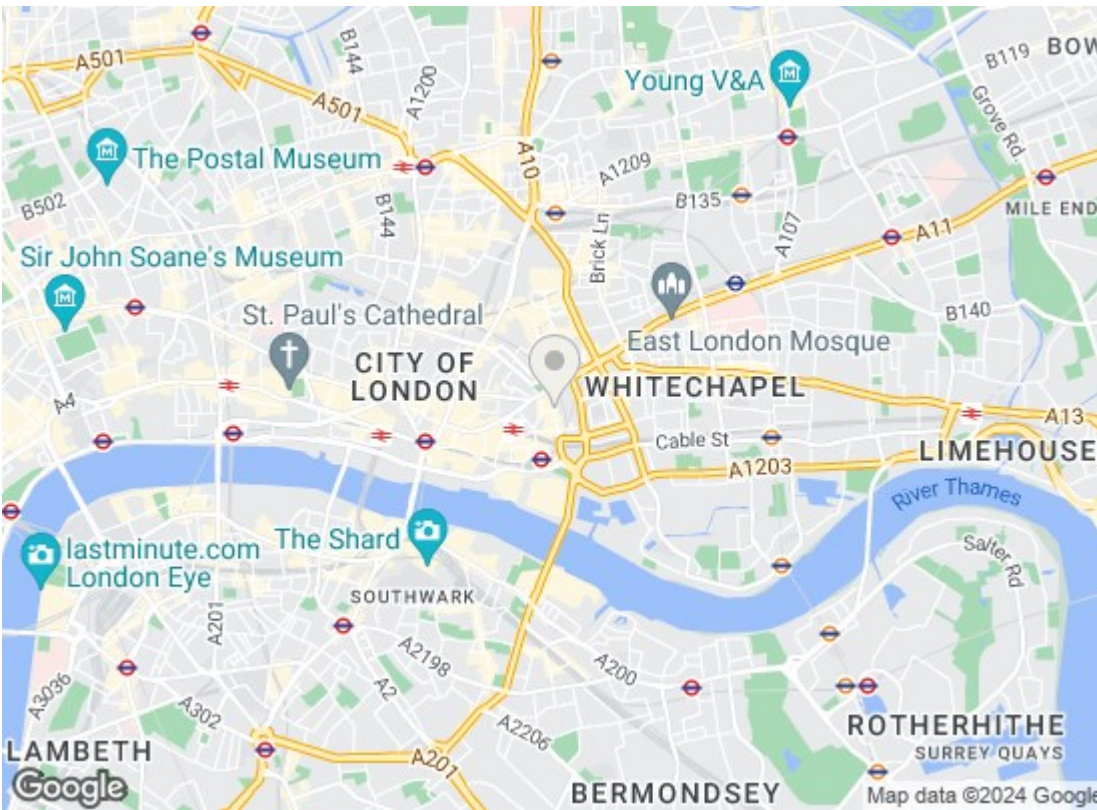 A501
B144
A1200
A501
Young V&A
B119
BOW
Grove Rd
The Postal Museum
A10
A1209
B502
B144
B135
A107
MILE END
A11
Brick Ln
Sir John Soane's Museum
St. Paul's Cathedral
B140
East London Mosque
CITY OF
LONDON
WHITECHAPEL
A4
A13
Cable St
LIMEHOUSE
A1203
River Thames
The Shard
lastminute.com
London Eye
Salter Rd
SOUTHWARK
A201
A2198
A200
A3036
A302
A2
A2206
ROTHERHITHE
SURREY QUAYS
LAMBETH
A201
BERMONDSEY
Google
Map data ©2024 Google